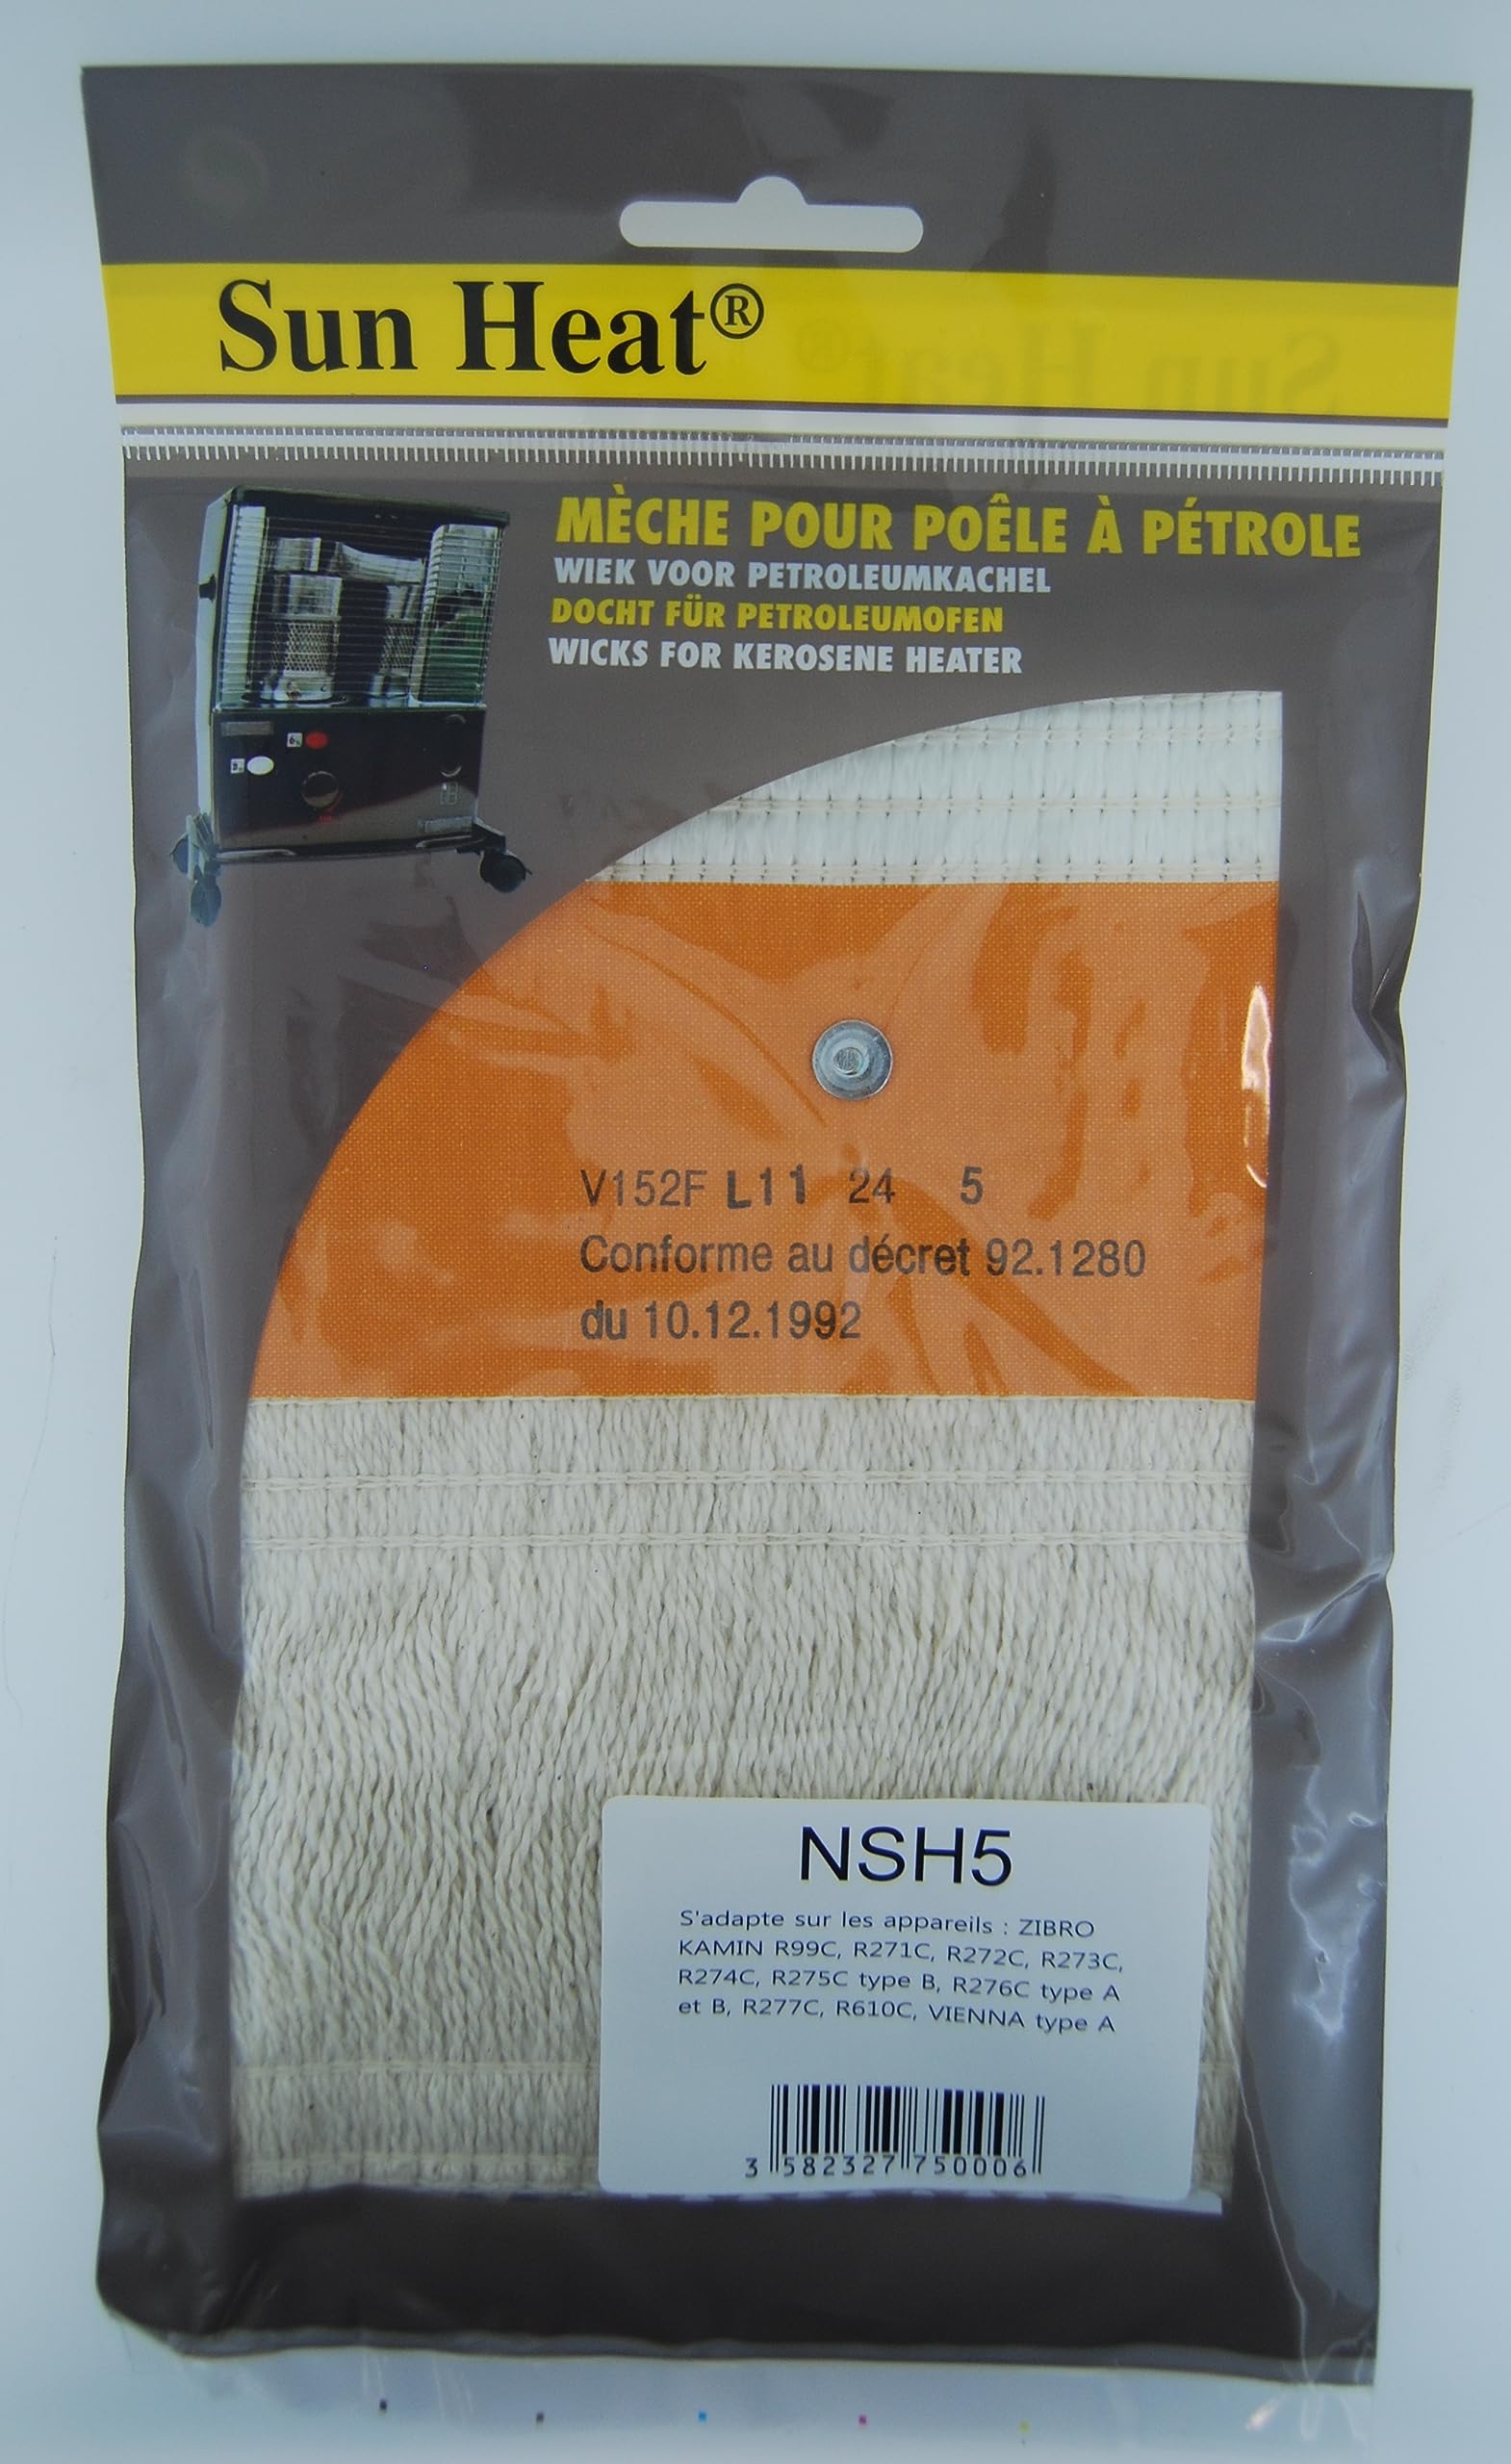 Sun Heat®
MÈCHE POUR POÊLE À PÉTROLE
WIEK VOOR PETROLEUMKACHEL
DOCHT FÜR PETROLEUMOFEN
WICKS FOR KEROSENE HEATER
V152F L11 24 5
Conforme au décret 92.1280
du 10.12.1992
NSH5
S'adapte sur les appareils : ZIBRO
KAMIN R99C, R271C, R272C, R273C,
R274C, R275C type B, R276C type A
et B, R277C, R610C, VIENNA type A
3 582327 750006